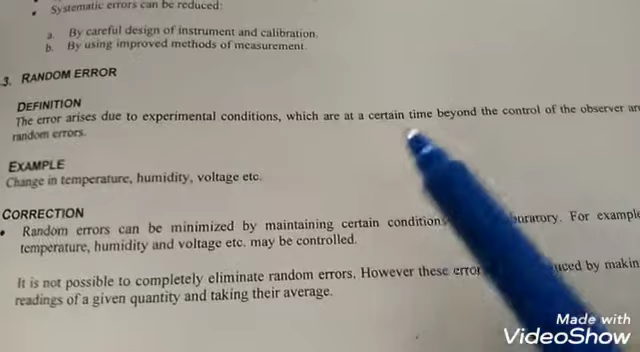 • Systematic errors can be reduced:
a. By careful design of instrument and calibration.
b. By using improved methods of measurement.
3. RANDOM ERROR
DEFINITION
The error arises due to experimental conditions, which are at a certain time beyond the control of the observer
random errors.
EXAMPLE
Change in temperature, humidity, voltage etc.
CORRECTION
• Random errors can be minimized by maintaining certain conditions For example
temperature, humidity and voltage etc. may be controlled.
It is not possible to completely eliminate random errors. However these by
readings of a given quantity and taking their average.
Made with
VideoShow